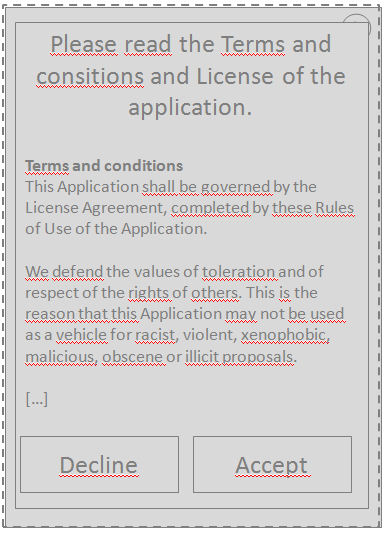 Please read the Terms and
consitions and License of the
application.
Terms and conditions
This Application shall be governed by the
License Agreement, completed by these Rules
of Use of the Application.
We defend the values of toleration and of
respect of the rights of others. This is the
reason that this Application may not be used
as a vehicle for racist, violent, xenophobic,
malicious, obscene or illicit proposals.
[...]
Decline
Accept